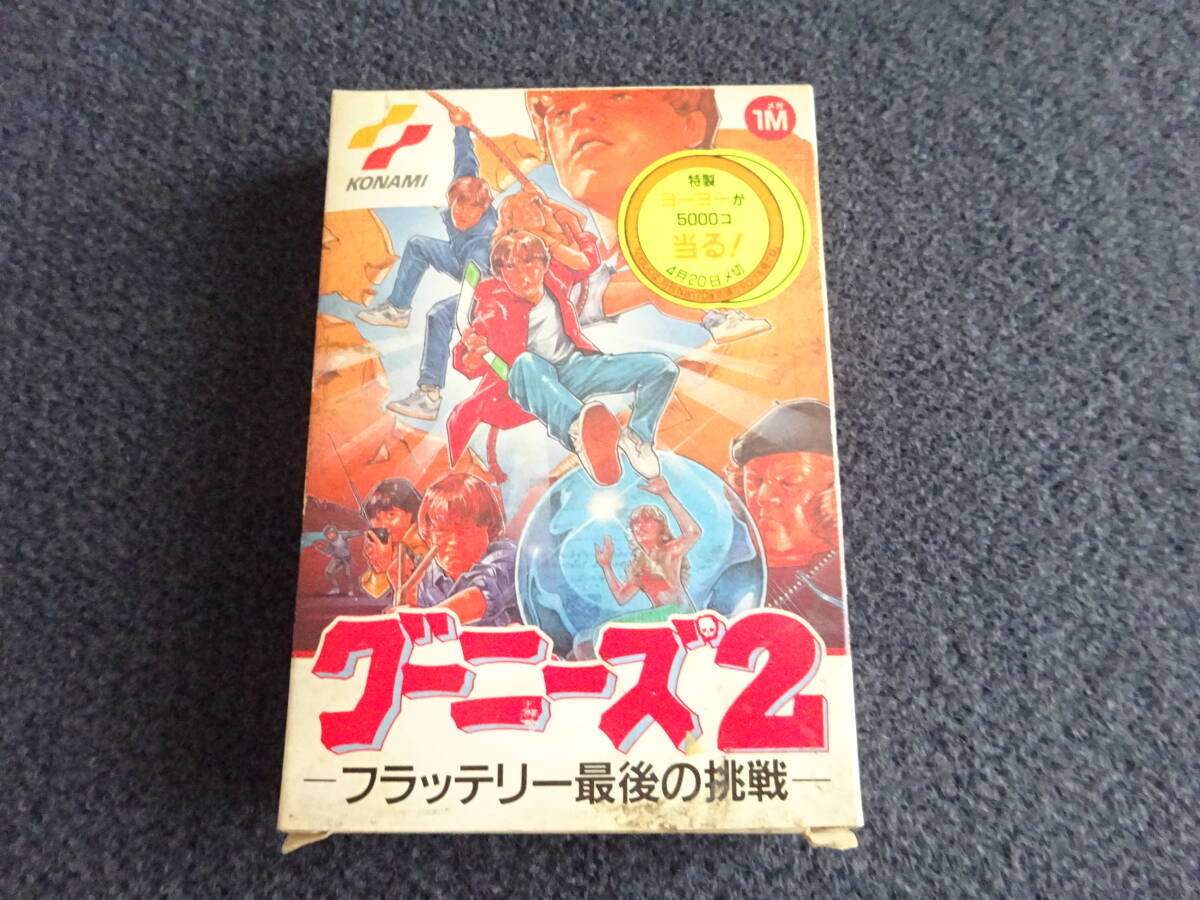 KONAMI
メガ
1M
特製
ヨーヨーが
5000コ
当る!
4月20日〆切
グーニーズ2
フラッテリー最後の挑戦